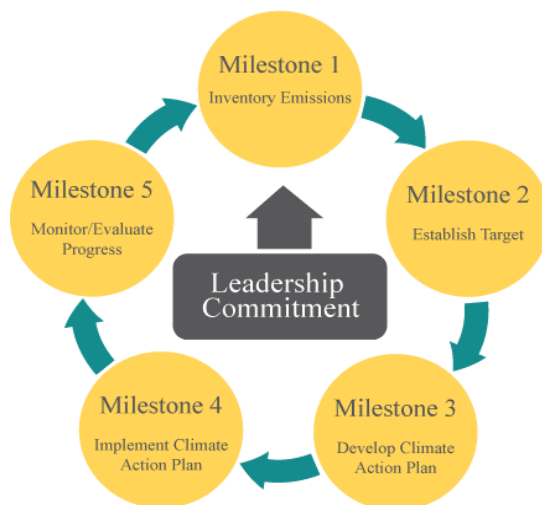 Milestone 1
Inventory Emissions
Milestone 2
Establish Target
Milestone 3
Develop Climate
Action Plan
Milestone 4
Implement Climate
Action Plan
Milestone 5
Monitor/Evaluate
Progress
Leadership
Commitment